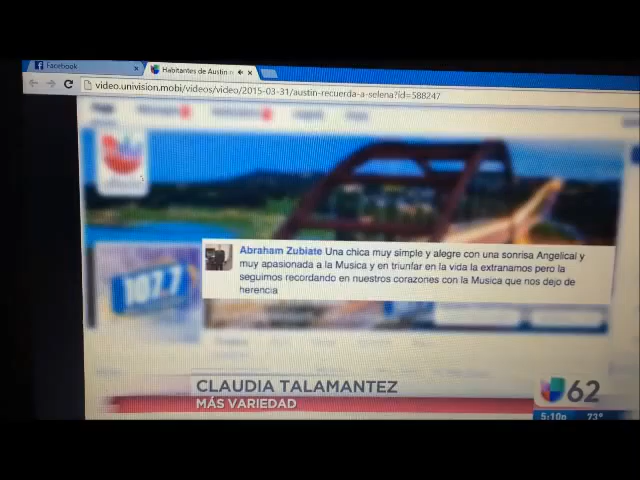 Facebook
Habitantes de Austin r
video.univision.mobi/videos/video/2015-03-31/austin-recuerda-a-selena?id=588247
Abraham Zubiate Una chica muy simple y alegre con una sonrisa Angelical y
muy apasionada a la Musica y en triunfar en la vida la extranamos pero la
seguimos recordando en nuestros corazones con la Musica que nos dejo de
herencia
107.7
CLAUDIA TALAMANTEZ
MÁS VARIEDAD
62
5:10p 73°